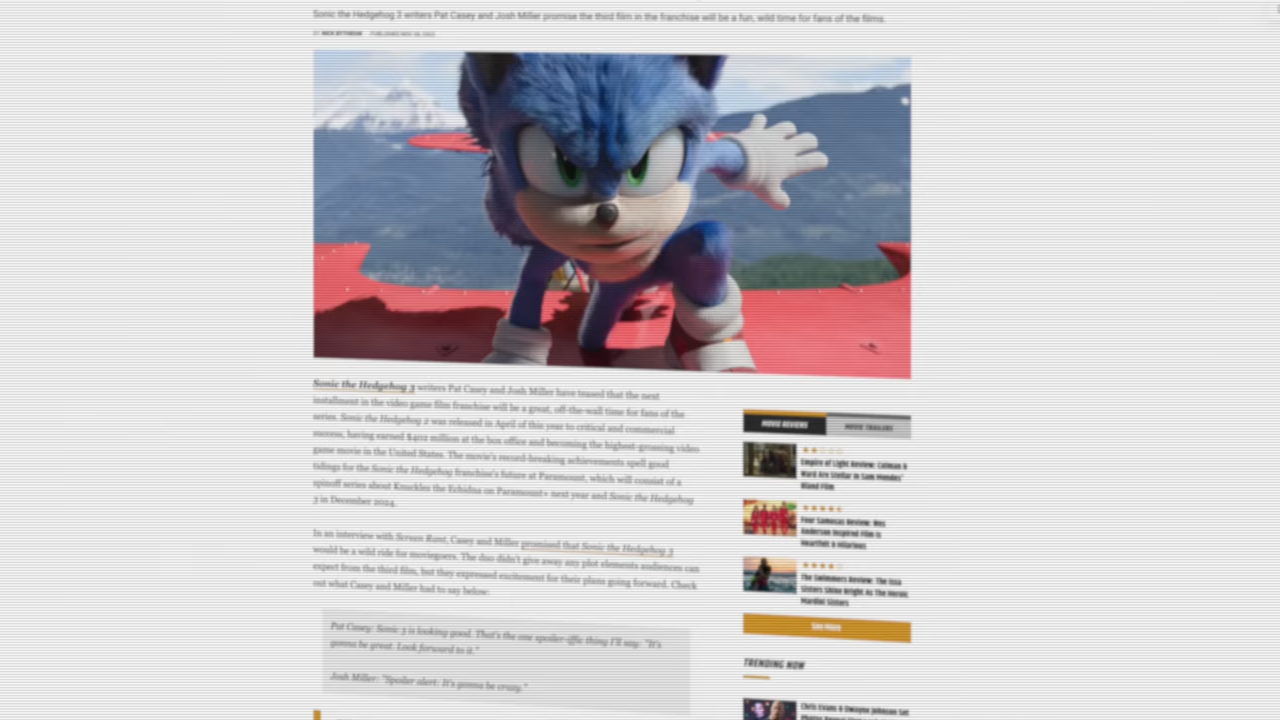 Sonic the Hedgehog 3 writers Pat Casey and Josh Miller promise the third film in the franchise will be a fun, wild time for fans of the films.
BY
Sonic the Hedgehog 3 writers Pat Casey and Josh Miller have teased that the next
installment in the video game film franchise will be a great, off-the-wall time for fans of the
series. Sonic the Hedgehog 2 was released in April of this year to critical and commercial
success, having earned $402 million at the box office and becoming the highest-grossing video
game movie in the United States. The movie's record-breaking achievements spell good
tidings for the Sonic the Hedgehog franchise's future at Paramount, which will consist of a
spinoff series about Knuckles the Echidna on Paramount+ next year and Sonic the Hedgehog
3 in December 2024.
In an interview with Screen Rant, Casey and Miller promised that Sonic the Hedgehog 3
would be a wild ride for moviegoers. The duo didn't give away any plot elements audiences can
expect from the third film, but they expressed excitement for their plans going forward. Check
out what Casey and Miller had to say below:
Pat Casey: Sonic 3 is looking good. That's the one spoiler-iffic thing I'll say: "It's
gonna be great. Look forward to it."
Josh Miller: "Spoiler alert: It's gonna be crazy."
MOVIE REVIEWS
MOVIE TRAILERS
Empire of Light Review: Colman &
Ward Are Stellar In Sam Mendes'
Bland Film
Four Samosas Review: Wes
Anderson Inspired Film Is
Heartfelt & Hilarious
The Swimmers Review: The Issa
Sisters Shine Bright As The Heroic
Mardini Sisters
See More
TRENDING NOW
Chris Evans & Dwayne Johnson Set